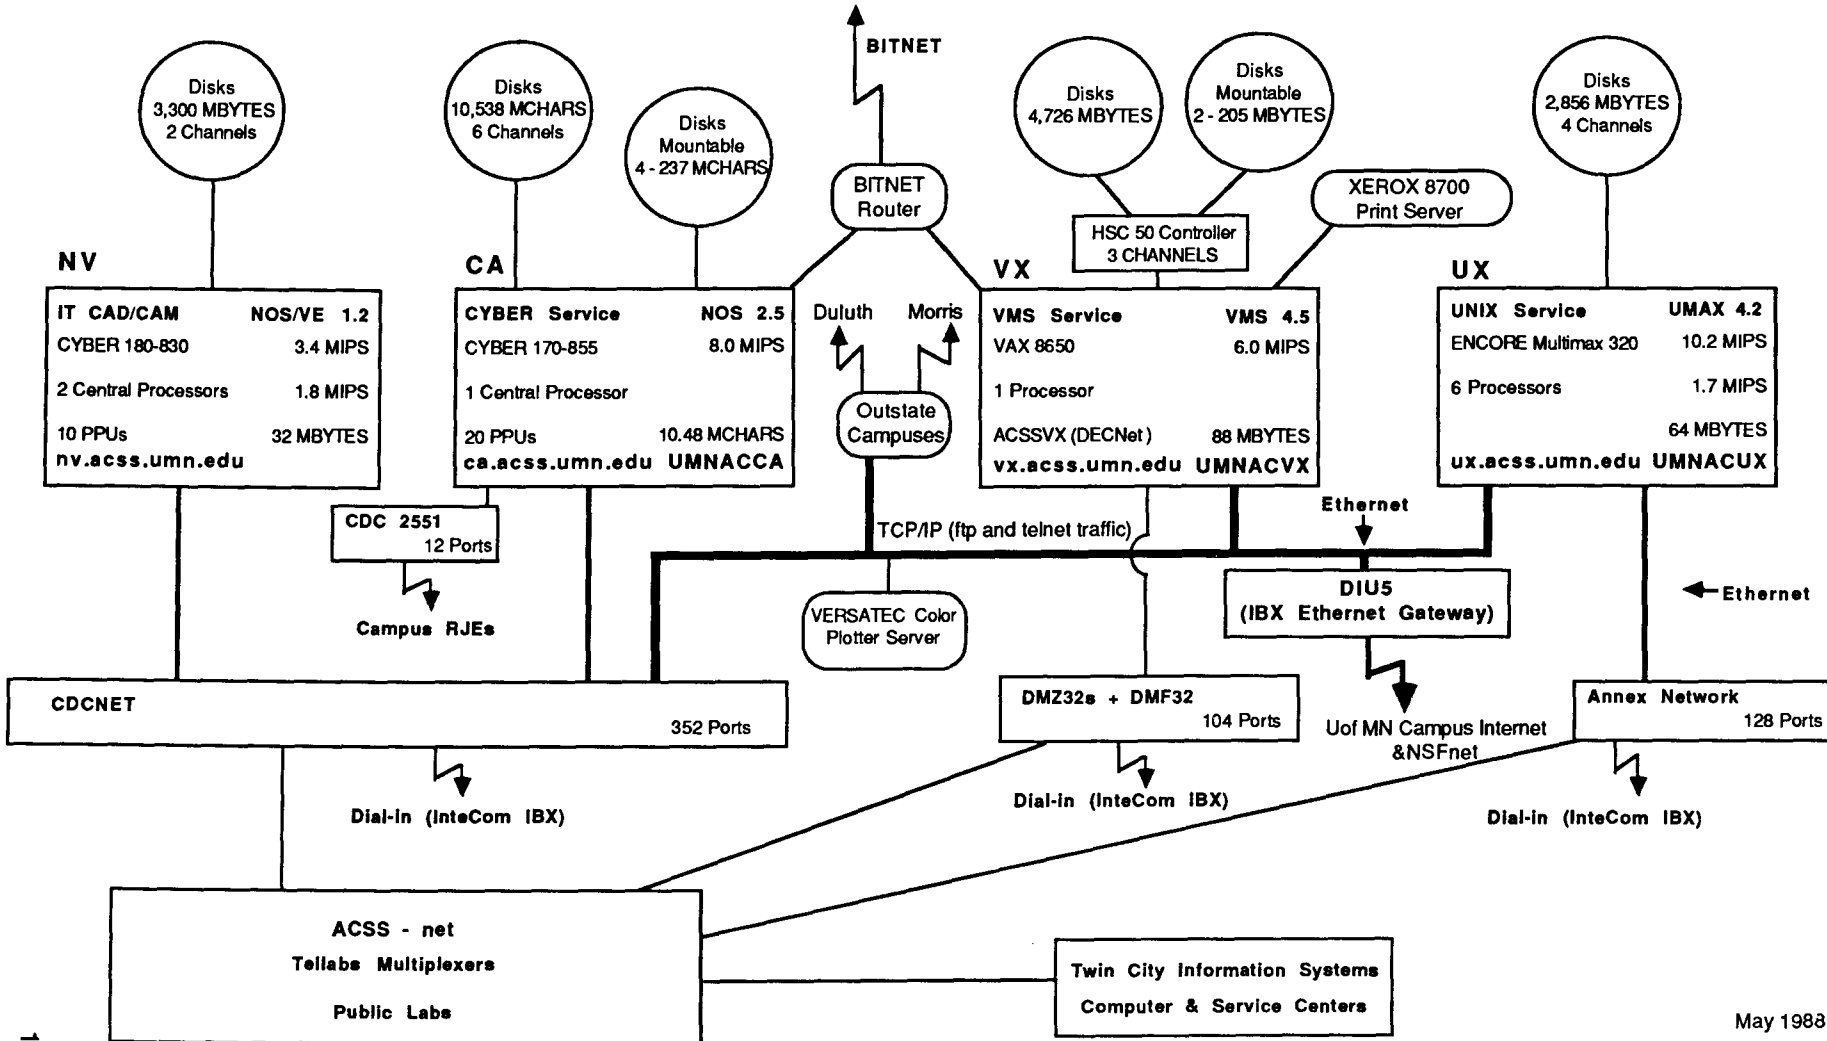 BITNET
Disks
3,300 MBYTES
2 Channels
Disks
10,538 MCHARS
6 Channels
Disks
Mountable
4 - 237 MCHARS
BITNET
Router
Disks
4,726 MBYTES
Disks
Mountable
2 - 205 MBYTES
HSC 50 Controller
3 CHANNELS
XEROX 8700
Print Server
Disks
2,856 MBYTES
4 Channels
NV
IT CAD/CAM NOS/VE 1.2
CYBER 180-830 3.4 MIPS
2 Central Processors 1.8 MIPS
10 PPUs 32 MBYTES
nv.acss.umn.edu
CA
CYBER Service NOS 2.5
CYBER 170-855 8.0 MIPS
1 Central Processor
20 PPUs 10.48 MCHARS
ca.acss.umn.edu UMNACCA
Duluth Morris
Outstate
Campuses
VX
VMS Service VMS 4.5
VAX 8650 6.0 MIPS
1 Processor
ACSSVX (DECNet) 88 MBYTES
vx.acss.umn.edu UMNACVX
UX
UNIX Service UMAX 4.2
ENCORE Multimax 320 10.2 MIPS
6 Processors 1.7 MIPS
64 MBYTES
ux.acss.umn.edu UMNACUX
CDC 2551
12 Ports
Campus RJEs
TCP/IP (ftp and telnet traffic)
Ethernet
VERSATEC Color
Plotter Server
DIU5
(IBX Ethernet Gateway)
Ethernet
CDCNET
352 Ports
DMZ32s + DMF32
104 Ports
Uof MN Campus Internet
&NSFnet
Annex Network
128 Ports
Dial-in (InteCom IBX)
Dial-in (InteCom IBX)
Dial-in (InteCom IBX)
ACSS - net
Tellabs Multiplexers
Public Labs
Twin City Information Systems
Computer & Service Centers
May 1988
1